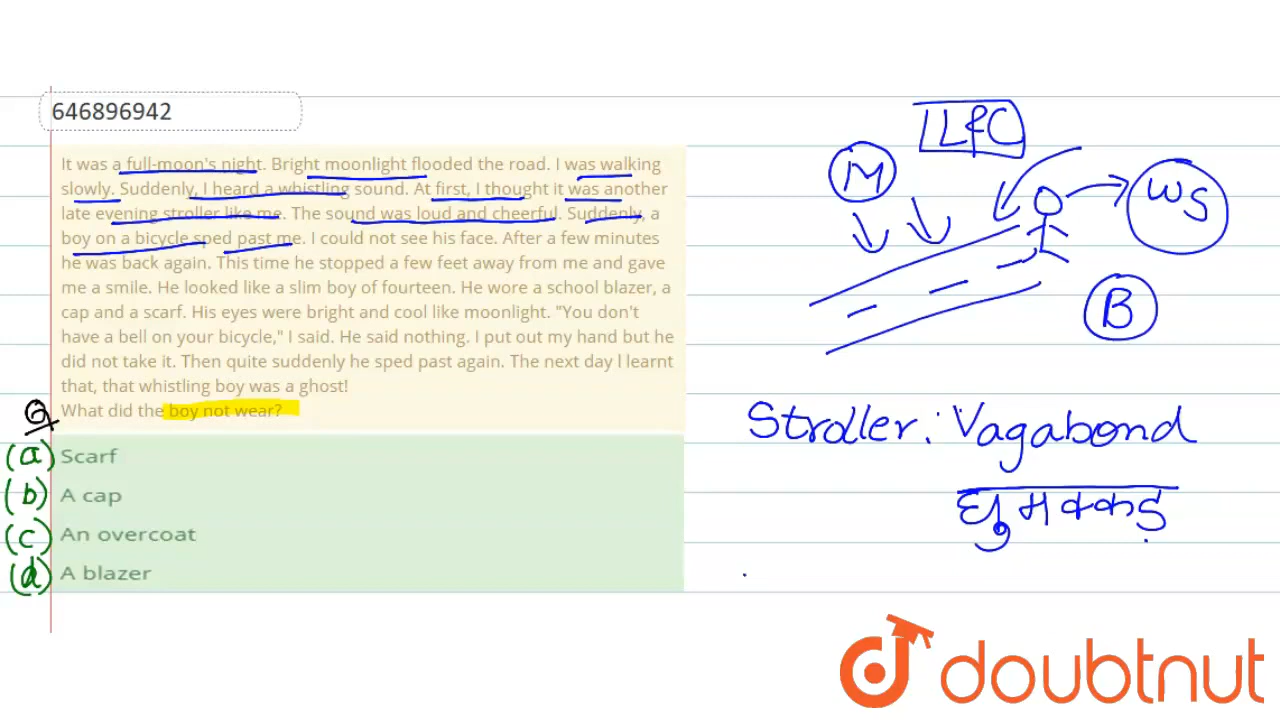 646896942
It was a full-moon's night. Bright moonlight flooded the road. I was walking
slowly. Suddenly, I heard a whistling sound. At first, I thought it was another
late evening stroller like me. The sound was loud and cheerful. Suddenly, a
boy on a bicycle sped past me. I could not see his face. After a few minutes
he was back again. This time he stopped a few feet away from me and gave
me a smile. He looked like a slim boy of fourteen. He wore a school blazer, a
cap and a scarf. His eyes were bright and cool like moonlight. "You don't
have a bell on your bicycle," I said. He said nothing. I put out my hand but he
did not take it. Then quite suddenly he sped past again. The next day I learnt
that, that whistling boy was a ghost!
Q What did the boy not wear?
(a) Scarf
(b) A cap
(c) An overcoat
(d) A blazer
M
WS
B
Stroller: Vagabond
घुमक्कड़
doubtnut